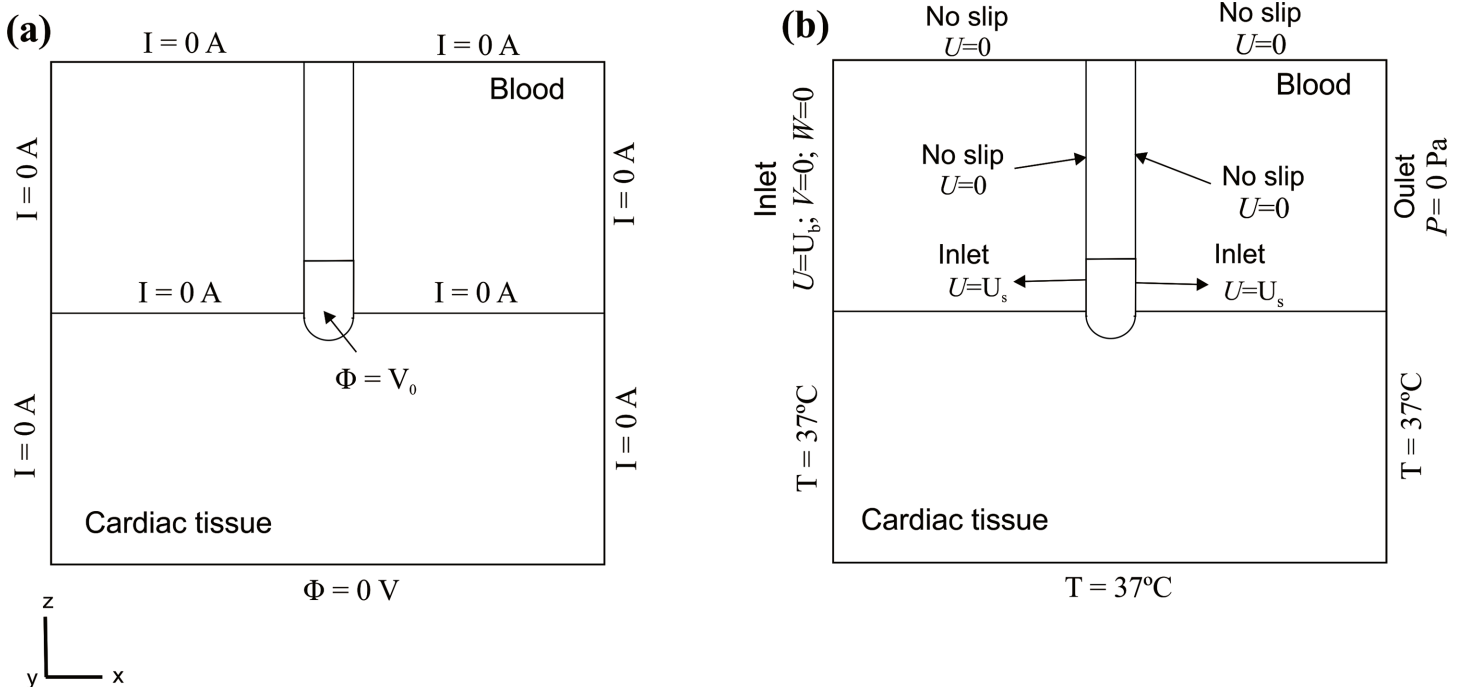 (a)
I = 0 A
I = 0 A
Blood
I = 0 A
I = 0 A
I = 0 A
I = 0 A
Φ = V₀
I = 0 A
I = 0 A
Cardiac tissue
Φ = 0 V
z
y
x
(b)
No slip
U=0
No slip
U=0
Blood
Inlet
U=U_b; V=0; W=0
No slip
U=0
No slip
U=0
Oulet
P= 0 Pa
Inlet
U=Uₛ
Inlet
U=Uₛ
T = 37ºC
T = 37ºC
Cardiac tissue
T = 37ºC